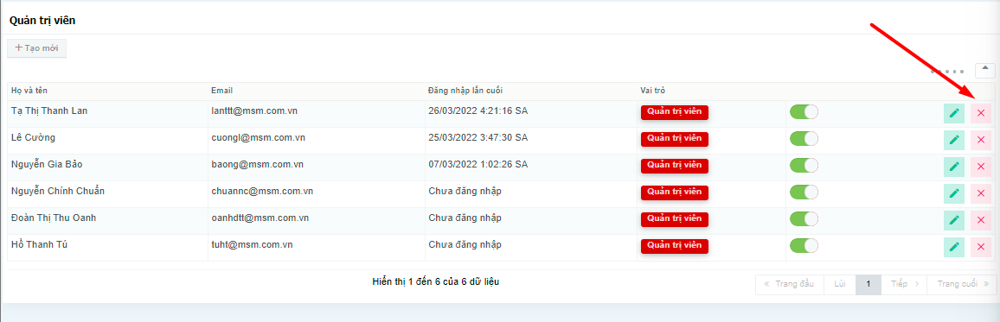 Quản trị viên
+ Tạo mới
Họ và tên Email Đăng nhập lần cuối Vai trò
Tạ Thị Thanh Lan lanttt@msm.com.vn 26/03/2022 4:21:16 SA Quản trị viên
Lê Cường cuongl@msm.com.vn 25/03/2022 3:47:30 SA Quản trị viên
Nguyễn Gia Bảo baong@msm.com.vn 07/03/2022 1:02:26 SA Quản trị viên
Nguyễn Chính Chuẩn chuannc@msm.com.vn Chưa đăng nhập Quản trị viên
Đoàn Thị Thu Oanh oanhdtt@msm.com.vn Chưa đăng nhập Quản trị viên
Hồ Thanh Tú tuht@msm.com.vn Chưa đăng nhập Quản trị viên
Hiển thị 1 đến 6 của 6 dữ liệu
« Trang đầu Lùi 1 Tiếp › Trang cuối »